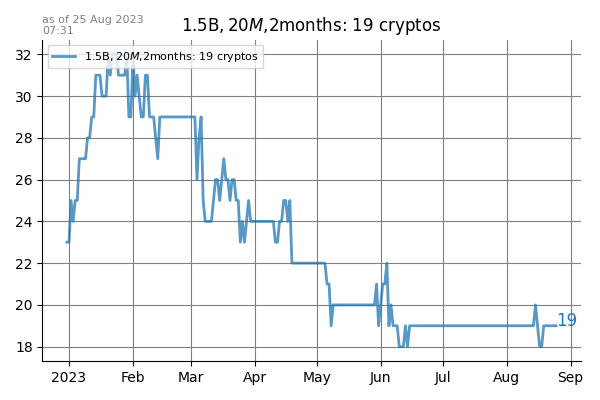 as of 25 Aug 2023
07:31
1.5B, 20M,2months: 19 cryptos
1.5B, 20M,2months: 19 cryptos
32
30
28
26
24
22
20
18
19
2023 Feb Mar Apr May Jun Jul Aug Sep